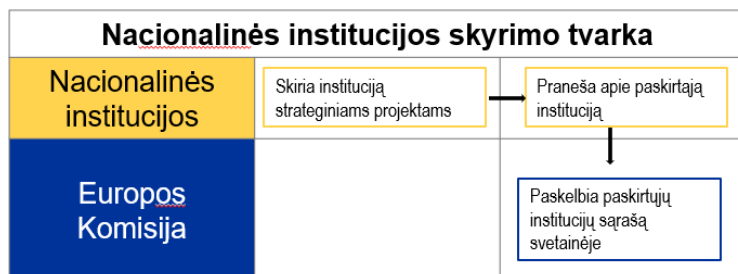 Nacionalinės institucijos skyrimo tvarka
Nacionalinės
institucijos
Skiria instituciją
strateginiams projektams
Praneša apie paskirtąją
instituciją
Europos
Komisija
Paskelbia paskirtųjų
institucijų sąrašą
svetainėje